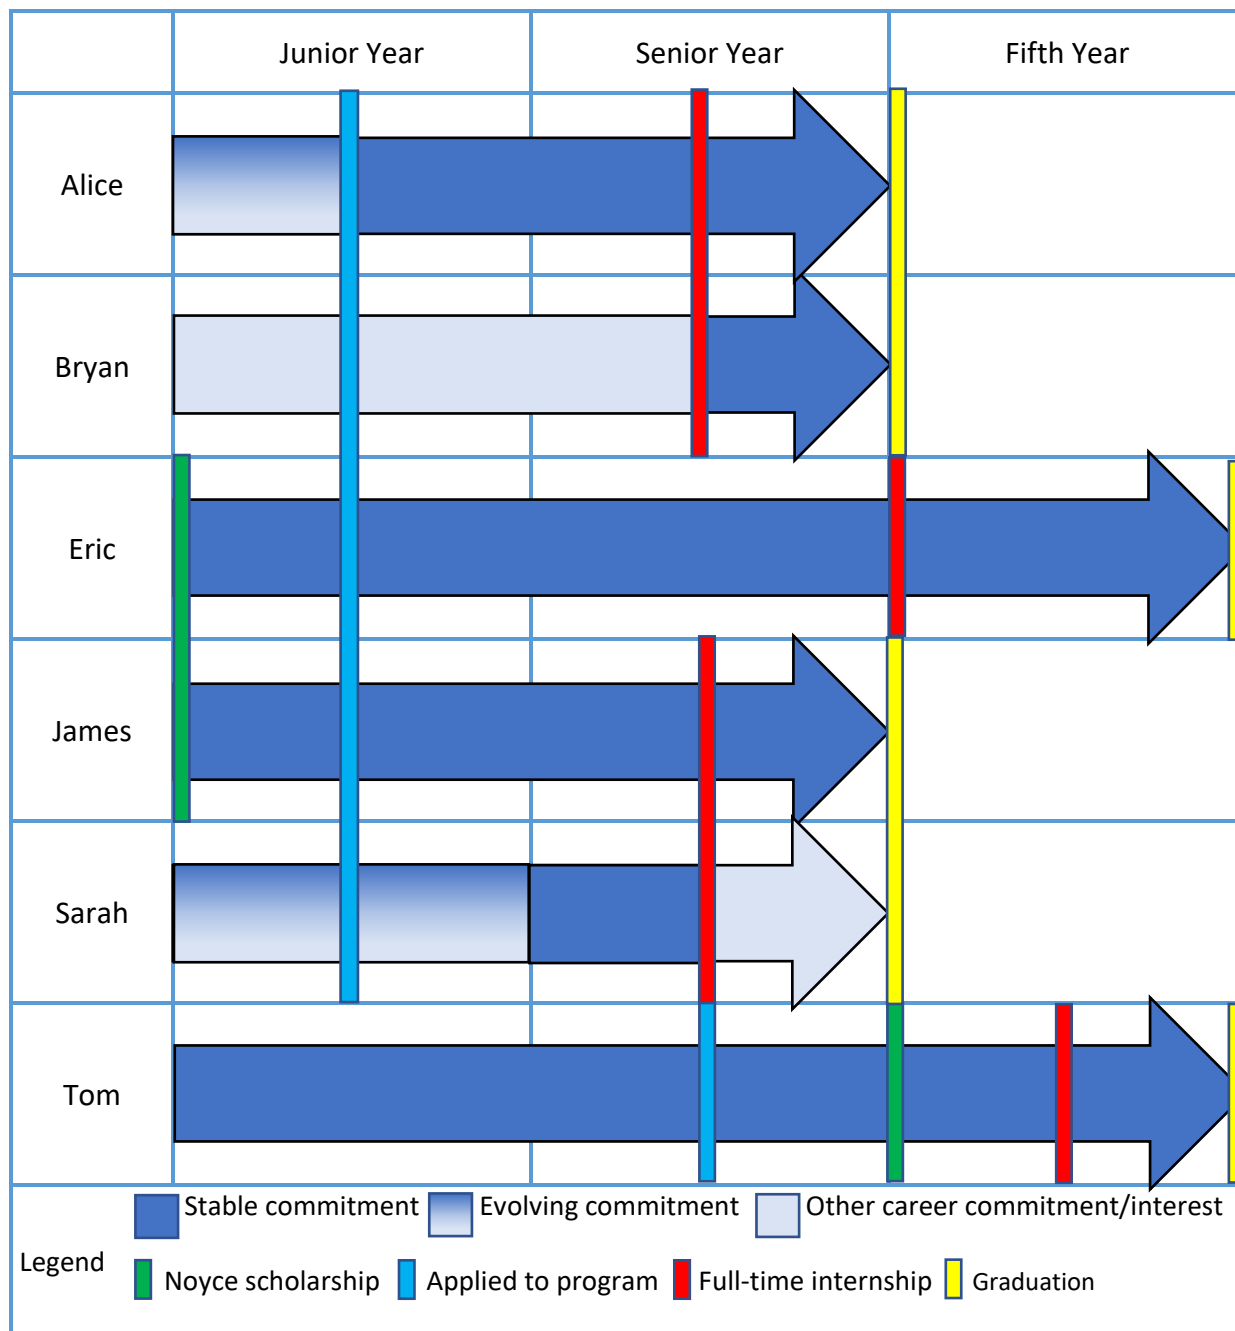 Junior Year Senior Year Fifth Year
Alice
Bryan
Eric
James
Sarah
Tom
Stable commitment Evolving commitment Other career commitment/interest
Legend
Noyce scholarship Applied to program Full-time internship Graduation